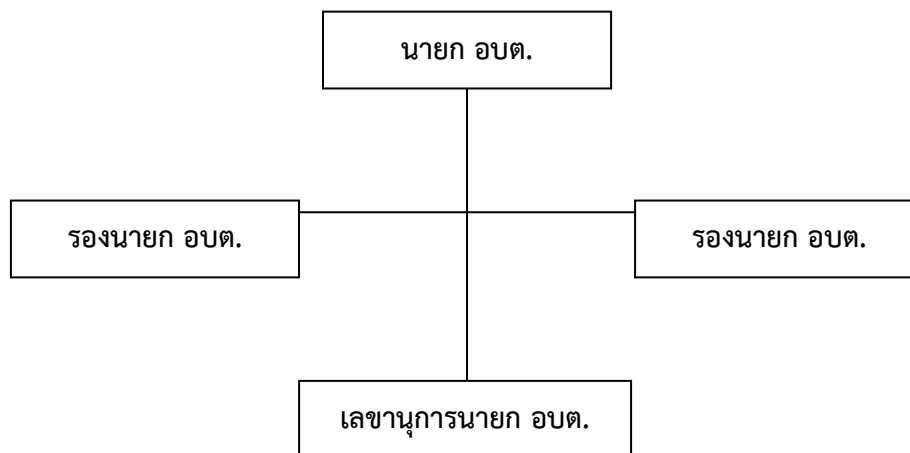 นายก อบต.
รองนายก อบต.
รองนายก อบต.
เลขานุการนายก อบต.